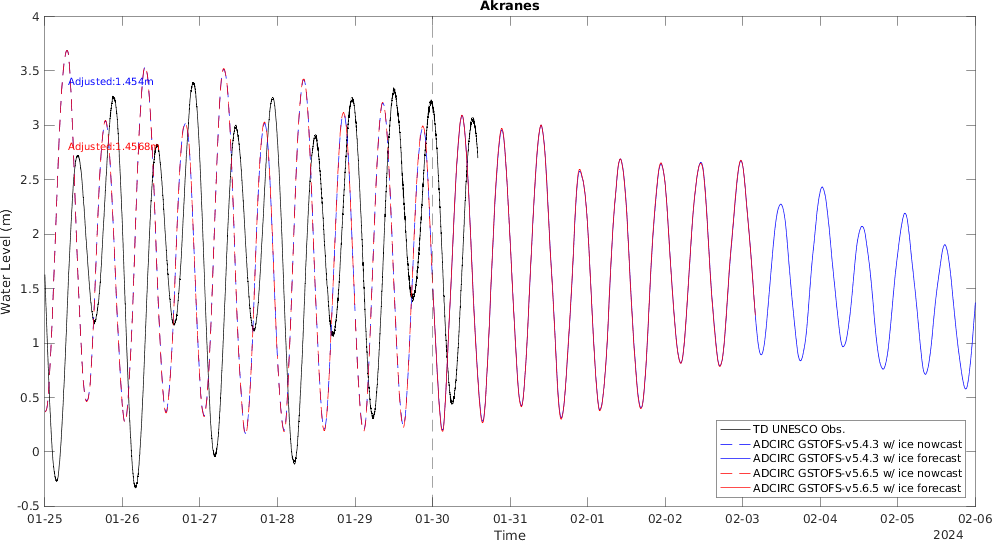 Akranes
4
3.5
3
2.5
2
1.5
1
0.5
0
-0.5
Water Level (m)
Adjusted:1.454m
Adjusted:1.4568m
TD UNESCO Obs.
ADCIRC GSTOFS-v5.4.3 w/ ice nowcast
ADCIRC GSTOFS-v5.4.3 w/ ice forecast
ADCIRC GSTOFS-v5.6.5 w/ ice nowcast
ADCIRC GSTOFS-v5.6.5 w/ ice forecast
01-25 01-26 01-27 01-28 01-29 01-30 01-31 02-01 02-02 02-03 02-04 02-05 02-06
Time
2024